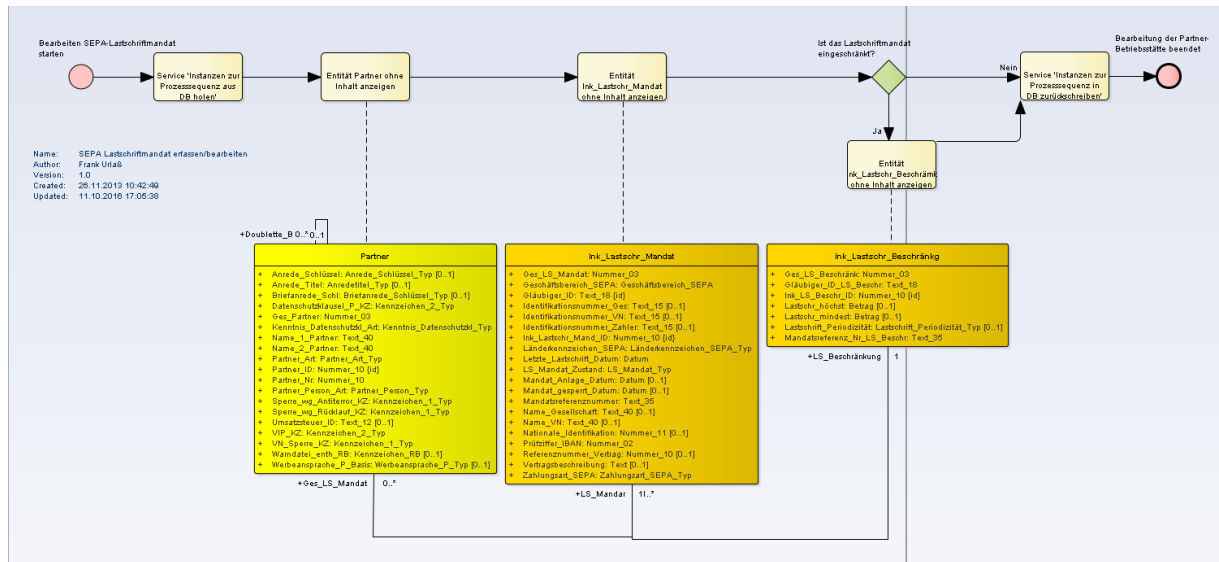 Bearbeiten SEPA-Lastschriftmandat
starten
Service 'Instanzen zur
Prozesssequenz aus
DB holen'
Entität Partner ohne
Inhalt anzeigen
Entität
Ink_Lastschr_Mandat
ohne Inhalt anzeigen
Ist das Lastschriftmandat
eingeschränkt?
Nein
Ja
Service 'Instanzen zur
Prozesssequenz in
DB zurückschreiben'
Bearbeitung der Partner-
Betriebsstätte beendet
Entität
nk_Lastschr_Beschrämk
ohne Inhalt anzeigen
Name: SEPA Lastschriftmandat erfassen/bearbeiten
Author: Frank Urlaß
Version: 1.0
Created: 26.11.2013 10:42:49
Updated: 11.10.2016 17:05:38
+Doublette_B 0..* 0..1
Partner
+ Anrede_Schlüssel: Anrede_Schlüssel_Typ [0..1]
+ Anrede_Titel: Anredetitel_Typ [0..1]
+ Briefanrede_Schl: Briefanrede_Schlüssel_Typ [0..1]
+ Datenschutzklausel_P_KZ: Kennzeichen_2_Typ
+ Ges_Partner: Nummer_03
+ Kenntnis_Datenschutzkl_Art: Kenntnis_Datenschutzkl_Typ
+ Name_1_Partner: Text_40
+ Name_2_Partner: Text_40
+ Partner_Art: Partner_Art_Typ
+ Partner_ID: Nummer_10 {id}
+ Partner_Nr: Nummer_10
+ Partner_Person_Art: Partner_Person_Typ
+ Sperre_wg_Antiterror_KZ: Kennzeichen_1_Typ
+ Sperre_wg_Rücklauf_KZ: Kennzeichen_1_Typ
+ Umsatzsteuer_ID: Text_12 [0..1]
+ VIP_KZ: Kennzeichen_2_Typ
+ VN_Sperre_KZ: Kennzeichen_1_Typ
+ Warndatei_enth_RB: Kennzeichen_RB [0..1]
+ Werbeansprache_P_Basis: Werbeansprache_P_Typ [0..1]
+Ges_LS_Mandat 0..*
Ink_Lastschr_Mandat
+ Ges_LS_Mandat: Nummer_03
+ Geschäftsbereich_SEPA: Geschäftsbereich_SEPA
+ Gläubiger_ID: Text_18 {id}
+ Identifikationsnummer_Ges: Text_15 [0..1]
+ Identifikationsnummer_VN: Text_15 [0..1]
+ Identifikationsnummer_Zahler: Text_15 [0..1]
+ Ink_Lastschr_Mand_ID: Nummer_10 {id}
+ Länderkennzeichen_SEPA: Länderkennzeichen_SEPA_Typ
+ Letzte_Lastschrift_Datum: Datum
+ LS_Mandat_Zustand: LS_Mandat_Typ
+ Mandat_Anlage_Datum: Datum [0..1]
+ Mandat_gesperrt_Datum: Datum [0..1]
+ Mandatsreferenznummer: Text_35
+ Name_Gesellschaft: Text_40 [0..1]
+ Name_VN: Text_40 [0..1]
+ Nationale_Identifikation: Nummer_11 [0..1]
+ Prüfziffer_IBAN: Nummer_02
+ Referenznummer_Vertrag: Nummer_10 [0..1]
+ Vertragsbeschreibung: Text [0..1]
+ Zahlungsart_SEPA: Zahlungsart_SEPA_Typ
+LS_Mandar 1l..*
Ink_Lastschr_Beschränkg
+ Ges_LS_Beschränk: Nummer_03
+ Gläubiger_ID_LS_Beschr: Text_18
+ Ink_LS_Beschr_ID: Nummer_10 {id}
+ Lastschr_höchst: Betrag [0..1]
+ Lastschr_mindest: Betrag [0..1]
+ Lastschrift_Periodizität: Lastschrift_Periodizität_Typ [0..1]
+ Mandatsreferenz_Nr_LS_Beschr: Text_35
+LS_Beschränkung 1